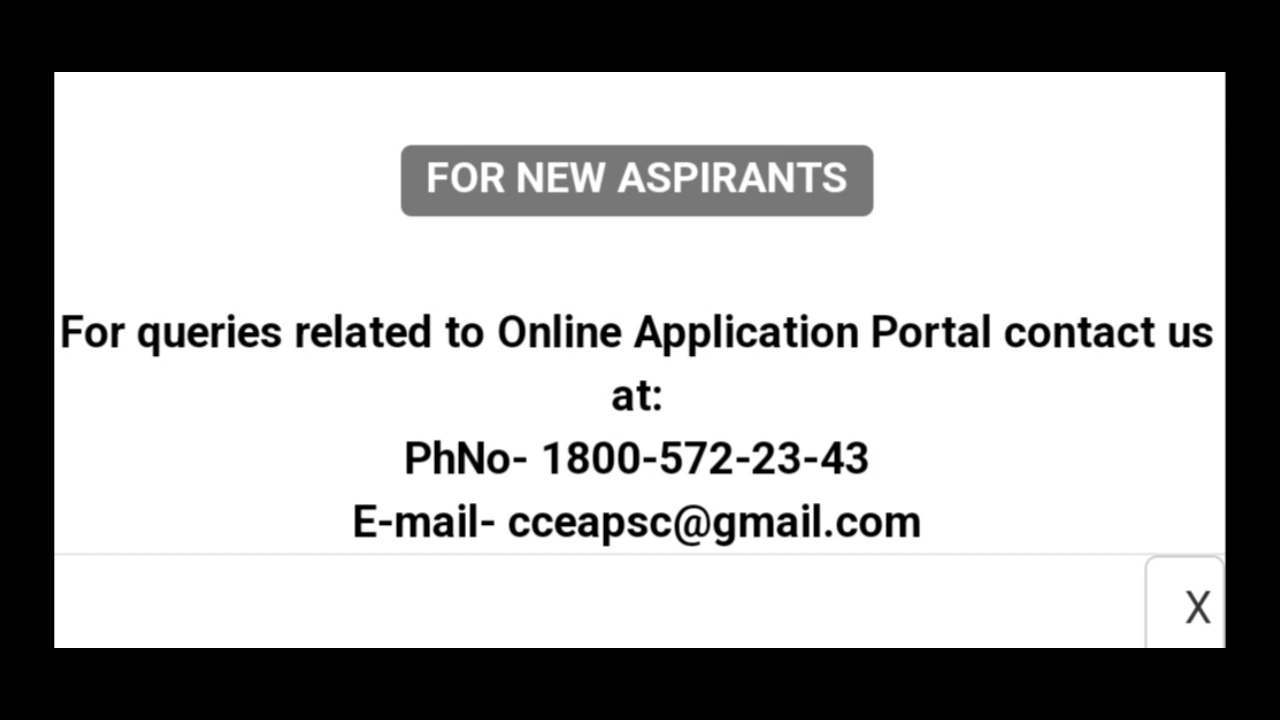 FOR NEW ASPIRANTS
For queries related to Online Application Portal contact us
at:
PhNo- 1800-572-23-43
E-mail- cceapsc@gmail.com
X